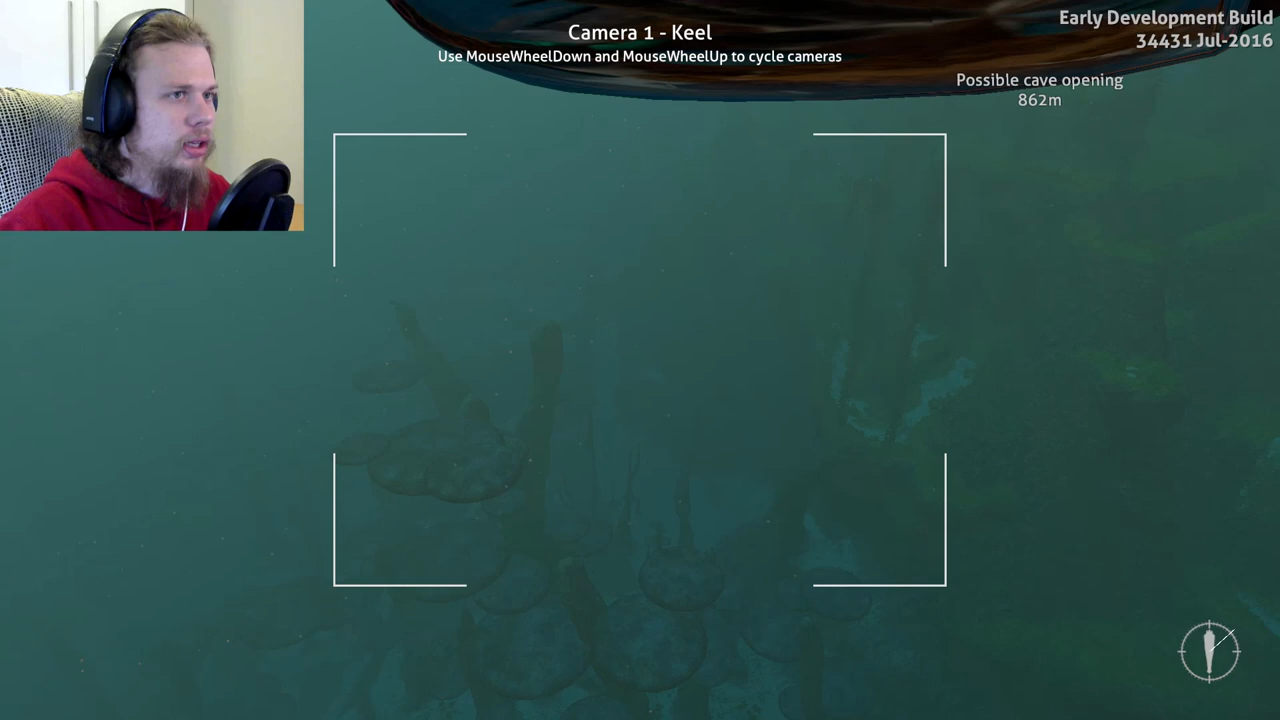 Camera 1 - Keel
Use MouseWheelDown and MouseWheelUp to cycle cameras
Early Development Build
34431 Jul-2016
Possible cave opening
862m